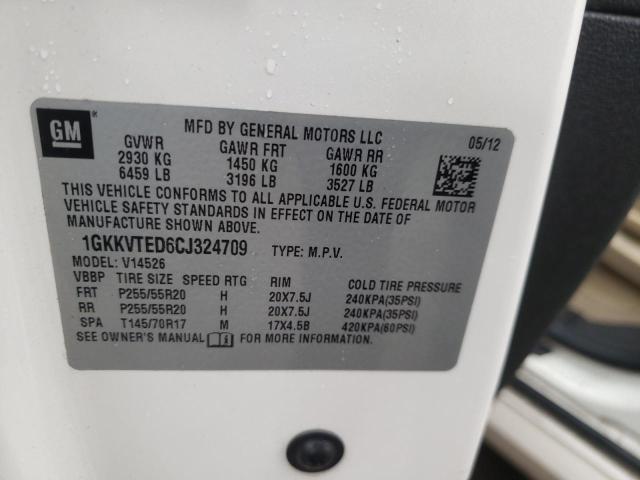 GM
MFD BY GENERAL MOTORS LLC
05/12
GVWR GAWR FRT GAWR RR
2930 KG 1450 KG 1600 KG
6459 LB 3196 LB 3527 LB
THIS VEHICLE CONFORMS TO ALL APPLICABLE U.S. FEDERAL MOTOR
VEHICLE SAFETY STANDARDS IN EFFECT ON THE DATE OF
MANUFACTURE SHOWN ABOVE.
1GKKVTED6CJ324709 TYPE: M.P.V.
MODEL: V14526
VBBP TIRE SIZE SPEED RTG RIM COLD TIRE PRESSURE
FRT P255/55R20 H 20X7.5J 240KPA(35PSI)
RR P255/55R20 H 20X7.5J 240KPA(35PSI)
SPA T145/70R17 M 17X4.5B 420KPA(60PSI)
SEE OWNER'S MANUAL FOR MORE INFORMATION.